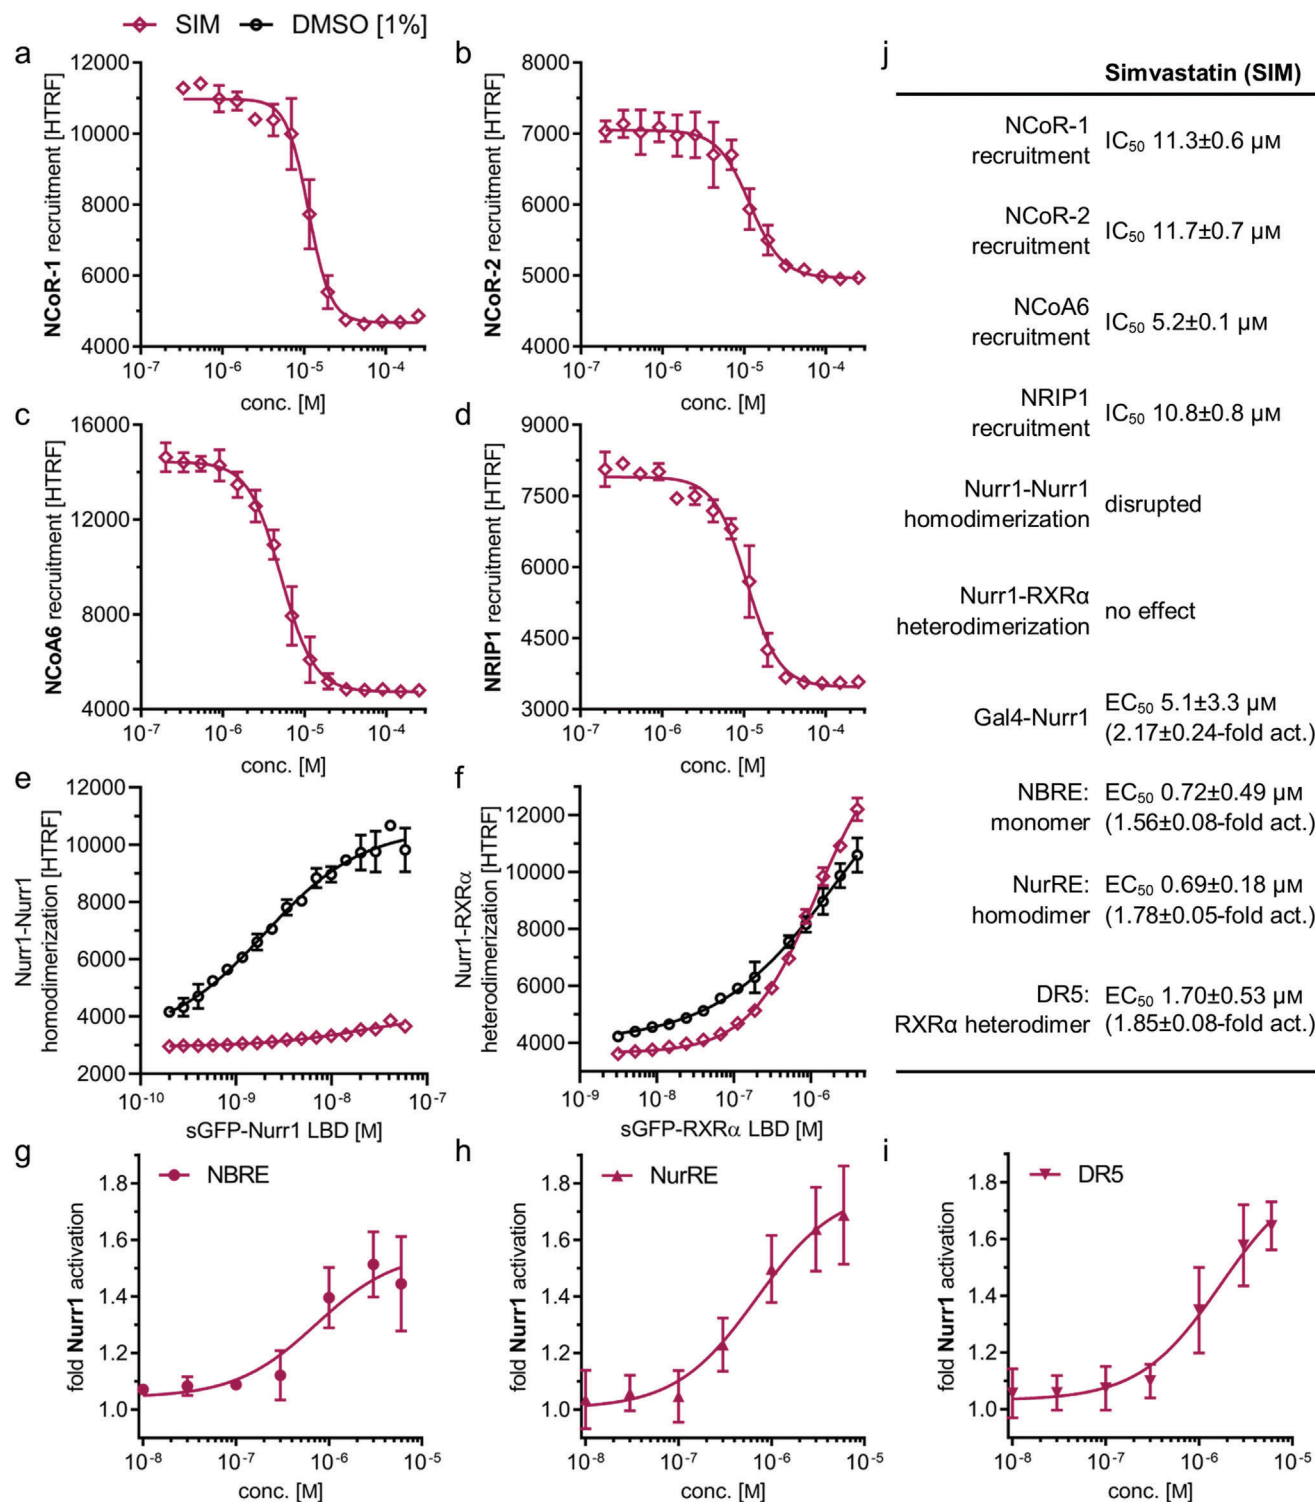 SIM DMSO [1%]
a
NCoR-1 recruitment [HTRF]
12000
10000
8000
6000
4000
10⁻⁷ 10⁻⁶ 10⁻⁵ 10⁻⁴
conc. [M]
b
NCoR-2 recruitment [HTRF]
8000
7000
6000
5000
4000
10⁻⁷ 10⁻⁶ 10⁻⁵ 10⁻⁴
conc. [M]
c
NCoA6 recruitment [HTRF]
16000
12000
8000
4000
10⁻⁷ 10⁻⁶ 10⁻⁵ 10⁻⁴
conc. [M]
d
NRIP1 recruitment [HTRF]
9000
7500
6000
4500
3000
10⁻⁷ 10⁻⁶ 10⁻⁵ 10⁻⁴
conc. [M]
e
Nurr1-Nurr1
homodimerization [HTRF]
12000
10000
8000
6000
4000
2000
10⁻¹⁰ 10⁻⁹ 10⁻⁸ 10⁻⁷
sGFP-Nurr1 LBD [M]
f
Nurr1-RXRα
heterodimerization [HTRF]
12000
10000
8000
6000
4000
10⁻⁹ 10⁻⁸ 10⁻⁷ 10⁻⁶
sGFP-RXRα LBD [M]
g
NBRE
fold Nurr1 activation
1.8
1.6
1.4
1.2
1.0
10⁻⁸ 10⁻⁷ 10⁻⁶ 10⁻⁵
conc. [M]
h
NurRE
fold Nurr1 activation
1.8
1.6
1.4
1.2
1.0
10⁻⁸ 10⁻⁷ 10⁻⁶ 10⁻⁵
conc. [M]
i
DR5
fold Nurr1 activation
1.8
1.6
1.4
1.2
1.0
10⁻⁸ 10⁻⁷ 10⁻⁶ 10⁻⁵
conc. [M]
j
Simvastatin (SIM)
NCoR-1
recruitment
IC₅₀ 11.3±0.6 µM
NCoR-2
recruitment
IC₅₀ 11.7±0.7 µM
NCoA6
recruitment
IC₅₀ 5.2±0.1 µM
NRIP1
recruitment
IC₅₀ 10.8±0.8 µM
Nurr1-Nurr1
homodimerization
disrupted
Nurr1-RXRα
heterodimerization
no effect
Gal4-Nurr1
EC₅₀ 5.1±3.3 µM
(2.17±0.24-fold act.)
NBRE:
monomer
EC₅₀ 0.72±0.49 µM
(1.56±0.08-fold act.)
NurRE:
homodimer
EC₅₀ 0.69±0.18 µM
(1.78±0.05-fold act.)
DR5:
RXRα heterodimer
EC₅₀ 1.70±0.53 µM
(1.85±0.08-fold act.)